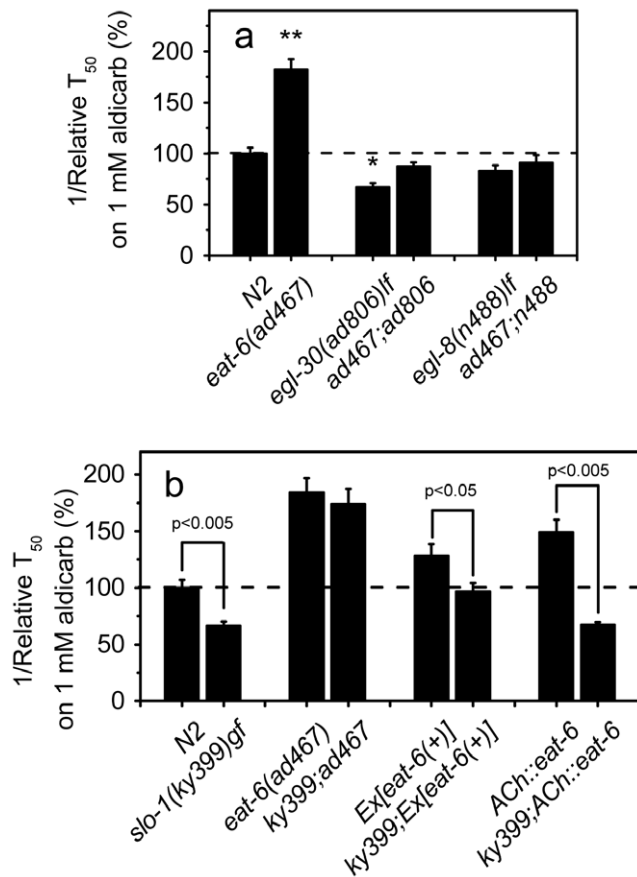 a
1/Relative T50
on 1 mM aldicarb (%)
200
150
100
50
0
**
*
N2
eat-6(ad467)
egl-30(ad806)lf
ad467;ad806
egl-8(n488)lf
ad467;n488
b
1/Relative T50
on 1 mM aldicarb (%)
200
150
100
50
0
p<0.005
p<0.05
p<0.005
N2
slo-1(ky399)gf
eat-6(ad467)
ky399;ad467
Ex[eat-6(+)]
ky399;Ex[eat-6(+)]
ACh::eat-6
ky399;ACh::eat-6